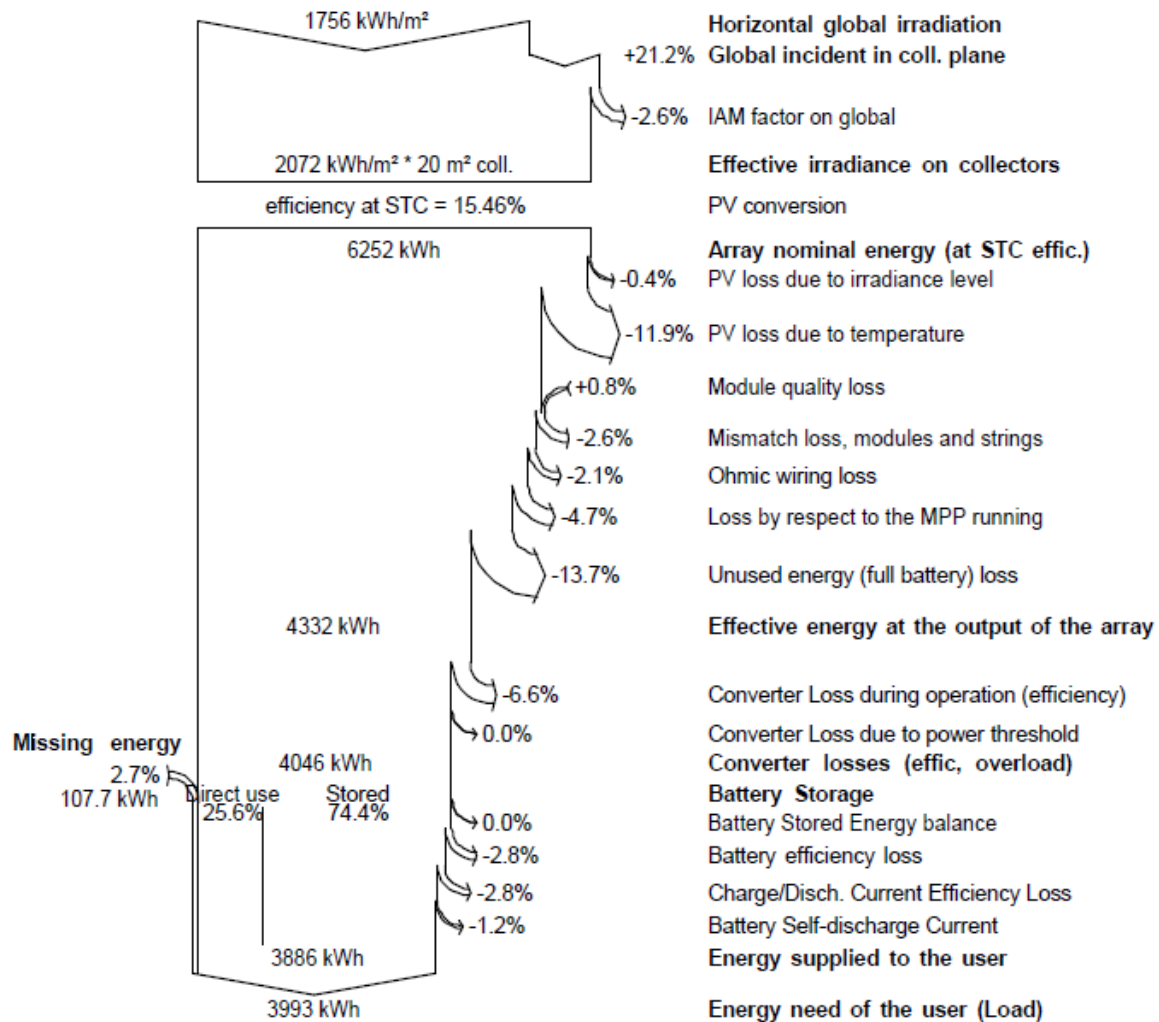 1756 kWh/m² Horizontal global irradiation
+21.2% Global incident in coll. plane
-2.6% IAM factor on global
2072 kWh/m² * 20 m² coll. Effective irradiance on collectors
efficiency at STC = 15.46% PV conversion
6252 kWh Array nominal energy (at STC effic.)
-0.4% PV loss due to irradiance level
-11.9% PV loss due to temperature
+0.8% Module quality loss
-2.6% Mismatch loss, modules and strings
-2.1% Ohmic wiring loss
-4.7% Loss by respect to the MPP running
-13.7% Unused energy (full battery) loss
4332 kWh Effective energy at the output of the array
-6.6% Converter Loss during operation (efficiency)
0.0% Converter Loss due to power threshold
Missing energy 4046 kWh Converter losses (effic, overload)
2.7%
107.7 kWh Direct use Stored Battery Storage
25.6% 74.4% 0.0% Battery Stored Energy balance
-2.8% Battery efficiency loss
-2.8% Charge/Disch. Current Efficiency Loss
-1.2% Battery Self-discharge Current
3886 kWh Energy supplied to the user
3993 kWh Energy need of the user (Load)